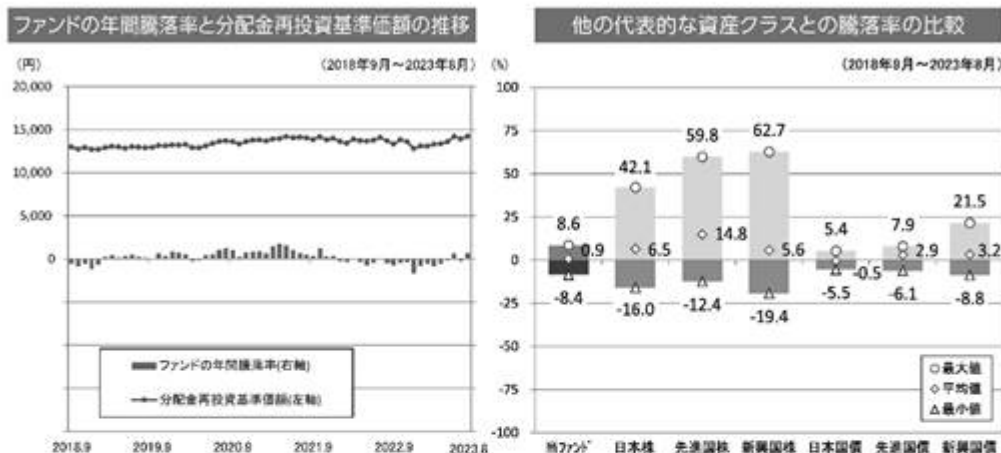 ファンドの年間騰落率と分配金再投資基準価額の推移
(円)
(2018年9月～2023年8月)
20,000
15,000
10,000
5,000
0
ファンドの年間騰落率(右軸)
分配金再投資基準価額(左軸)
2018.9
2019.9
2020.9
2021.9
2022.9
2023.8
他の代表的な資産クラスとの騰落率の比較
(%)
(2018年9月～2023年8月)
100
75
50
25
0
-25
-50
-75
-100
8.6
42.1
59.8
62.7
5.4
7.9
21.5
0.9
6.5
14.8
5.6
-0.5
2.9
3.2
-8.4
-16.0
-12.4
-19.4
-5.5
-6.1
-8.8
○最大値
◇平均値
△最小値
当ファンド
日本株
先進国株
新興国株
日本国債
先進国債
新興国債